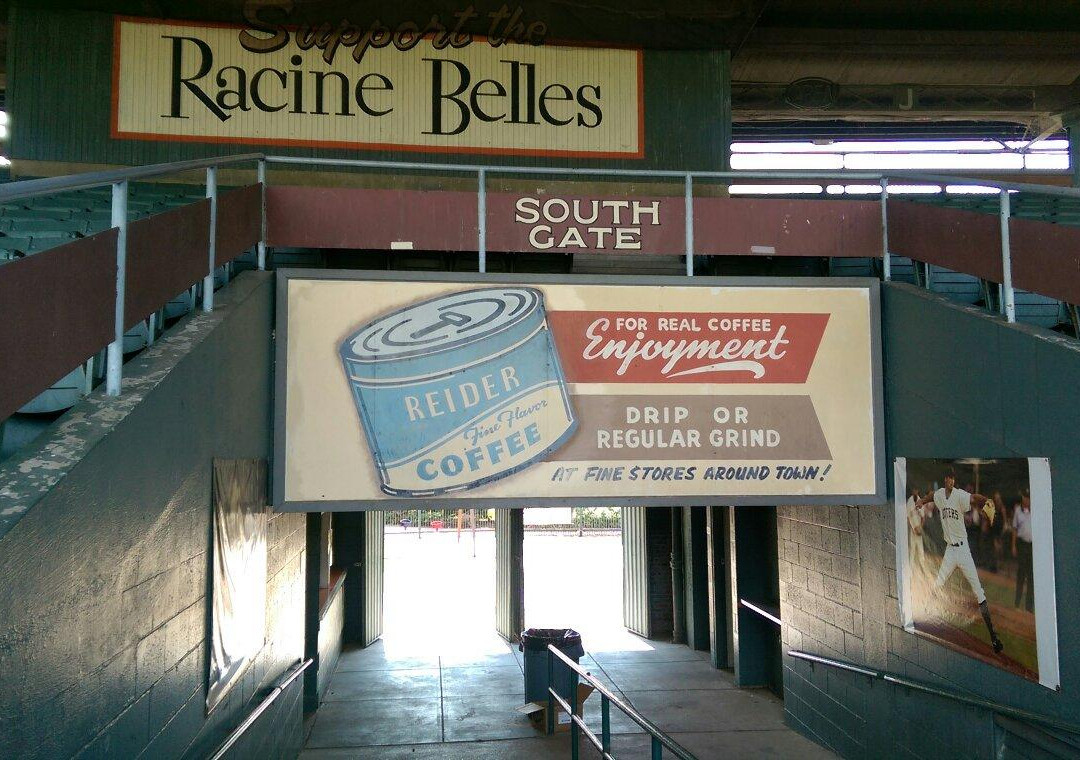 Support the
Racine Belles
SOUTH
GATE
FOR REAL COFFEE
Enjoyment
REIDER
Fine Flavor
COFFEE
DRIP OR
REGULAR GRIND
AT FINE STORES AROUND TOWN!